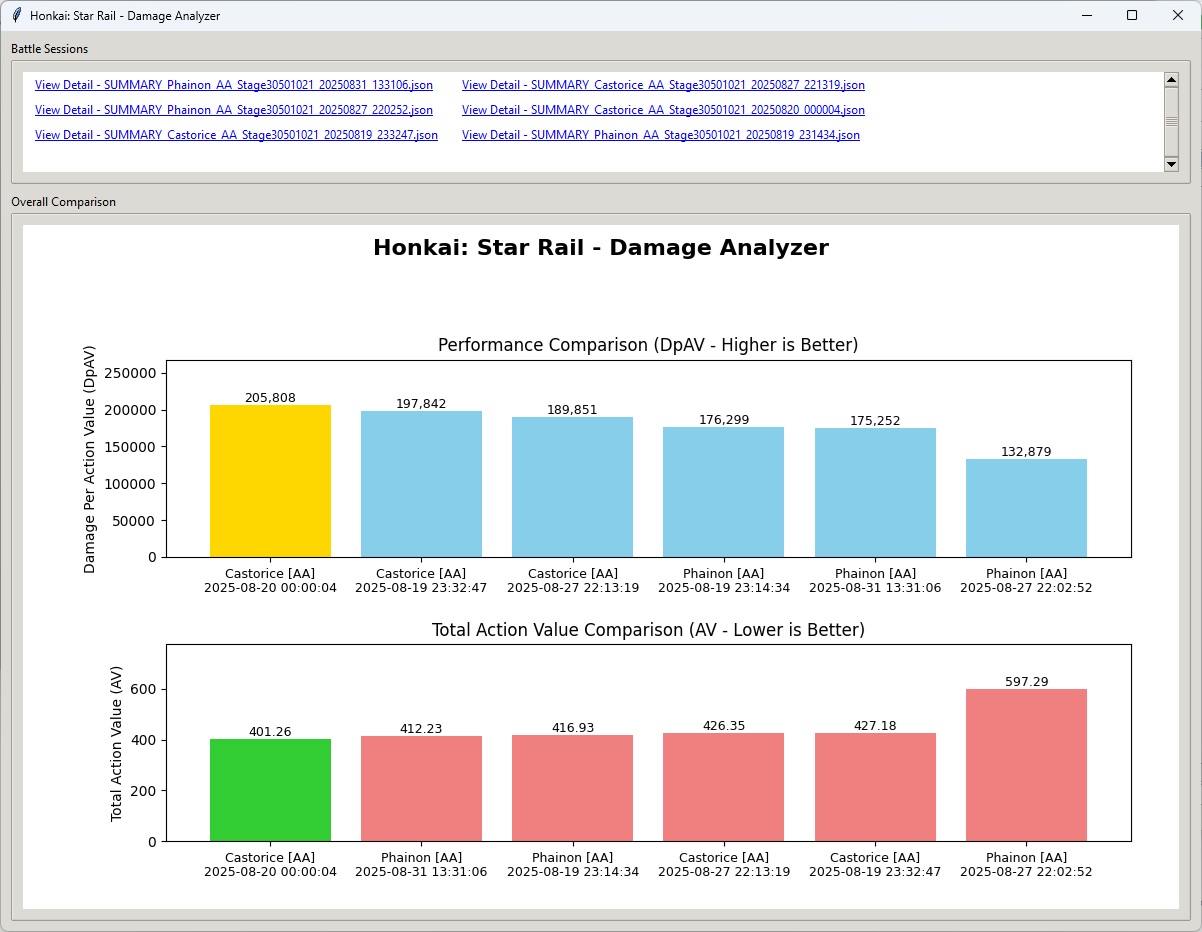 Honkai: Star Rail - Damage Analyzer
Battle Sessions
View Detail - SUMMARY_Phainon_AA_Stage30501021_20250831_133106.json
View Detail - SUMMARY_Castorice_AA_Stage30501021_20250827_221319.json
View Detail - SUMMARY_Phainon_AA_Stage30501021_20250827_220252.json
View Detail - SUMMARY_Castorice_AA_Stage30501021_20250820_000004.json
View Detail - SUMMARY_Castorice_AA_Stage30501021_20250819_233247.json
View Detail - SUMMARY_Phainon_AA_Stage30501021_20250819_231434.json
Overall Comparison
Honkai: Star Rail - Damage Analyzer
Performance Comparison (DpAV - Higher is Better)
Damage Per Action Value (DpAV)
250000
200000
150000
100000
50000
0
205,808
197,842
189,851
176,299
175,252
132,879
Castorice [AA]
2025-08-20 00:00:04
Castorice [AA]
2025-08-19 23:32:47
Castorice [AA]
2025-08-27 22:13:19
Phainon [AA]
2025-08-19 23:14:34
Phainon [AA]
2025-08-31 13:31:06
Phainon [AA]
2025-08-27 22:02:52
Total Action Value Comparison (AV - Lower is Better)
Total Action Value (AV)
600
400
200
0
401.26
412.23
416.93
426.35
427.18
597.29
Castorice [AA]
2025-08-20 00:00:04
Phainon [AA]
2025-08-31 13:31:06
Phainon [AA]
2025-08-19 23:14:34
Castorice [AA]
2025-08-27 22:13:19
Castorice [AA]
2025-08-19 23:32:47
Phainon [AA]
2025-08-27 22:02:52